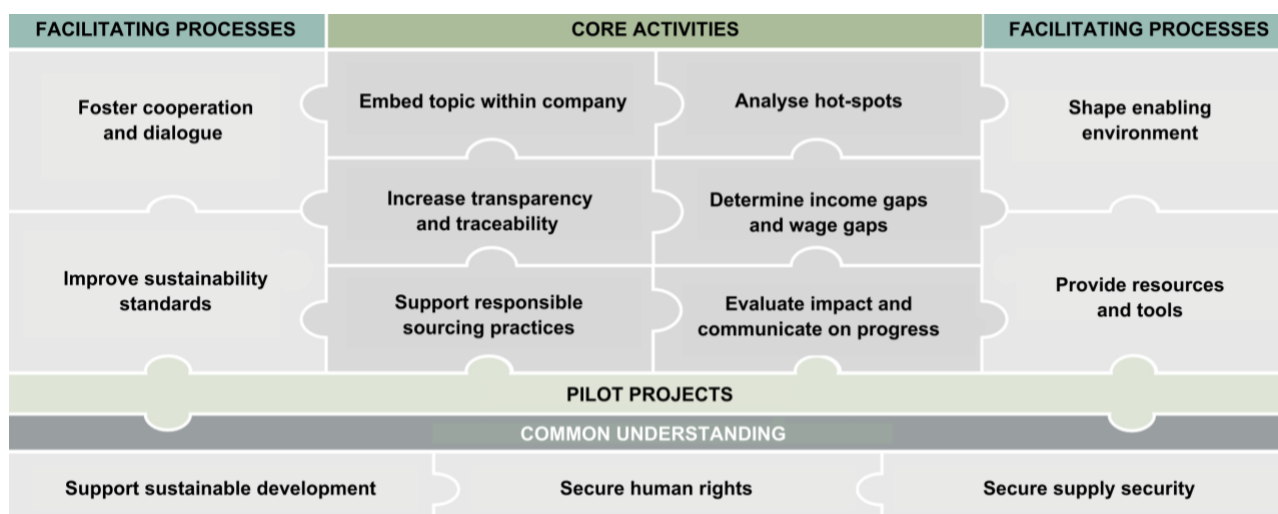 FACILITATING PROCESSES
CORE ACTIVITIES
FACILITATING PROCESSES
Foster cooperation
and dialogue
Embed topic within company
Analyse hot-spots
Shape enabling
environment
Increase transparency
and traceability
Determine income gaps
and wage gaps
Improve sustainability
standards
Support responsible
sourcing practices
Evaluate impact and
communicate on progress
Provide resources
and tools
PILOT PROJECTS
COMMON UNDERSTANDING
Support sustainable development
Secure human rights
Secure supply security